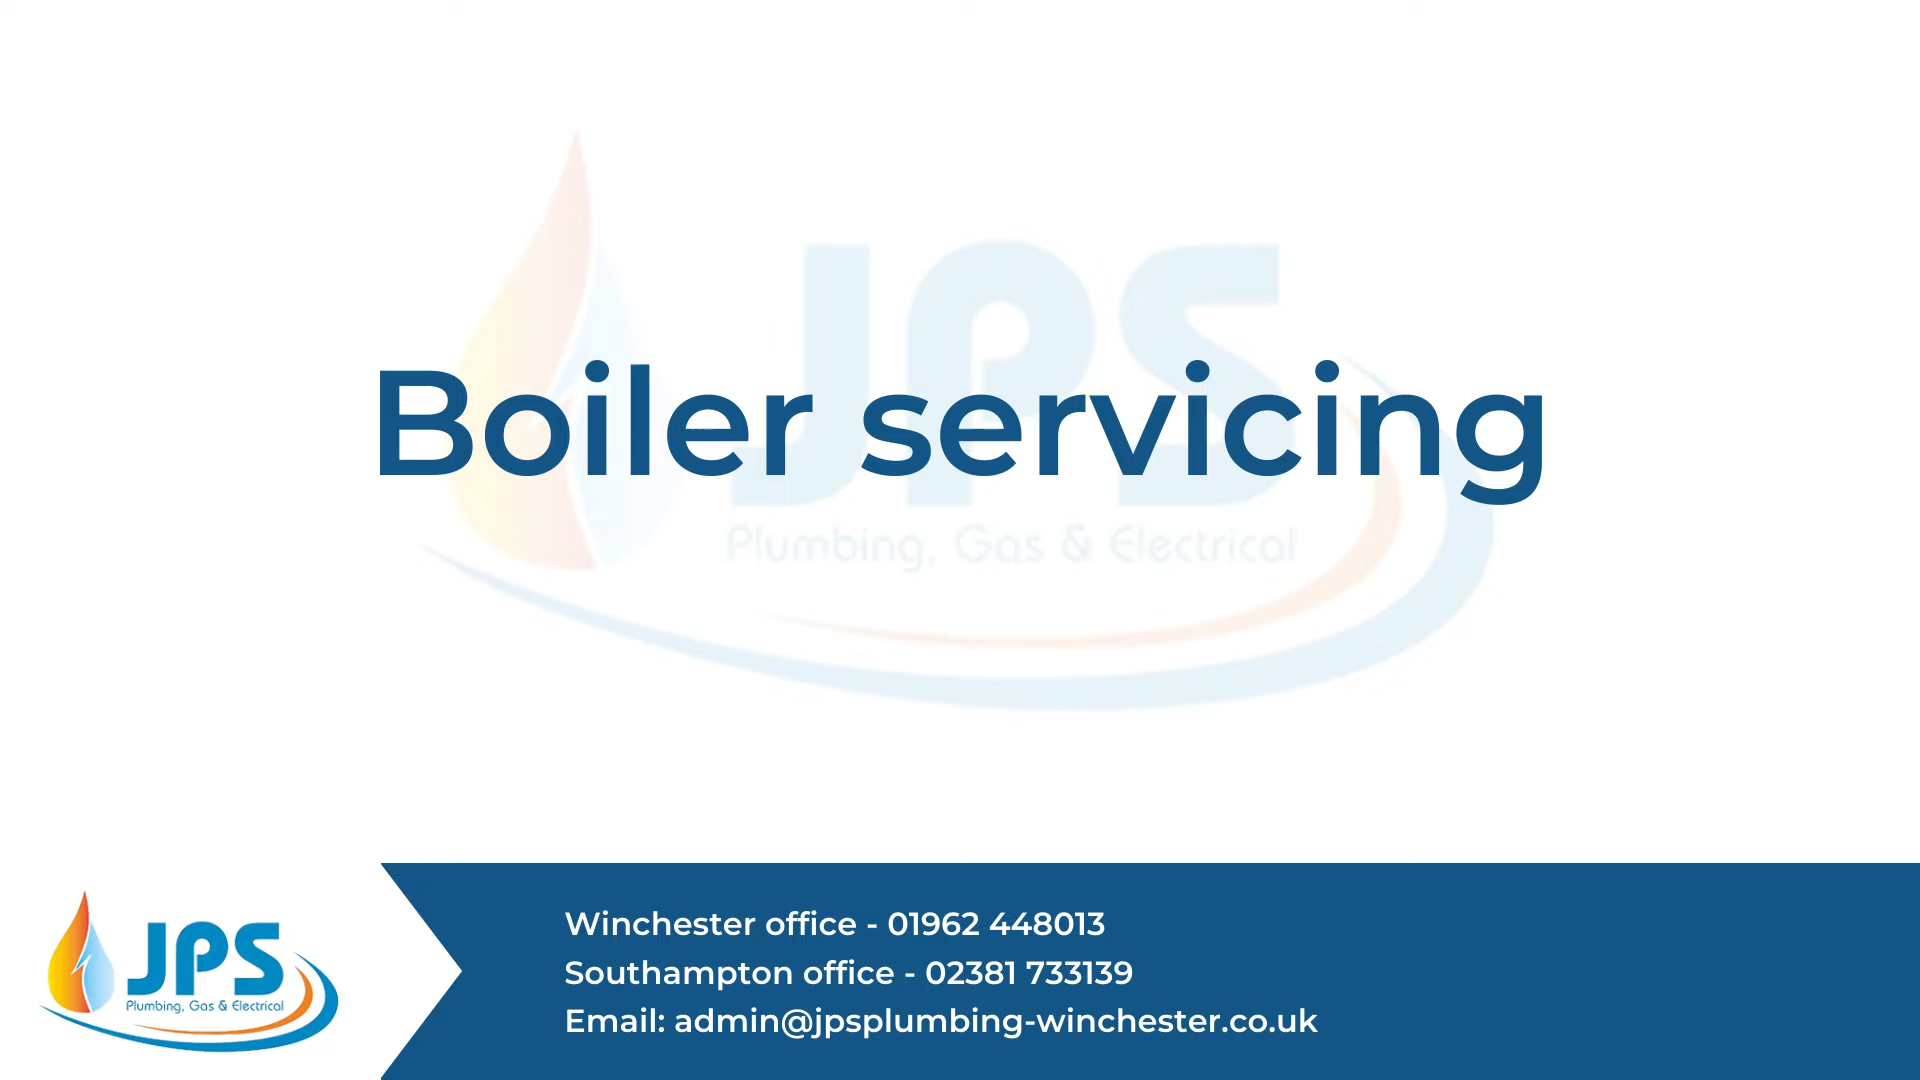 JPS
Boiler servicing
Plumbing, Gas & Electrical
JPS
Plumbing, Gas & Electrical
Winchester office - 01962 448013
Southampton office - 02381 733139
Email: admin@jpsplumbing-winchester.co.uk